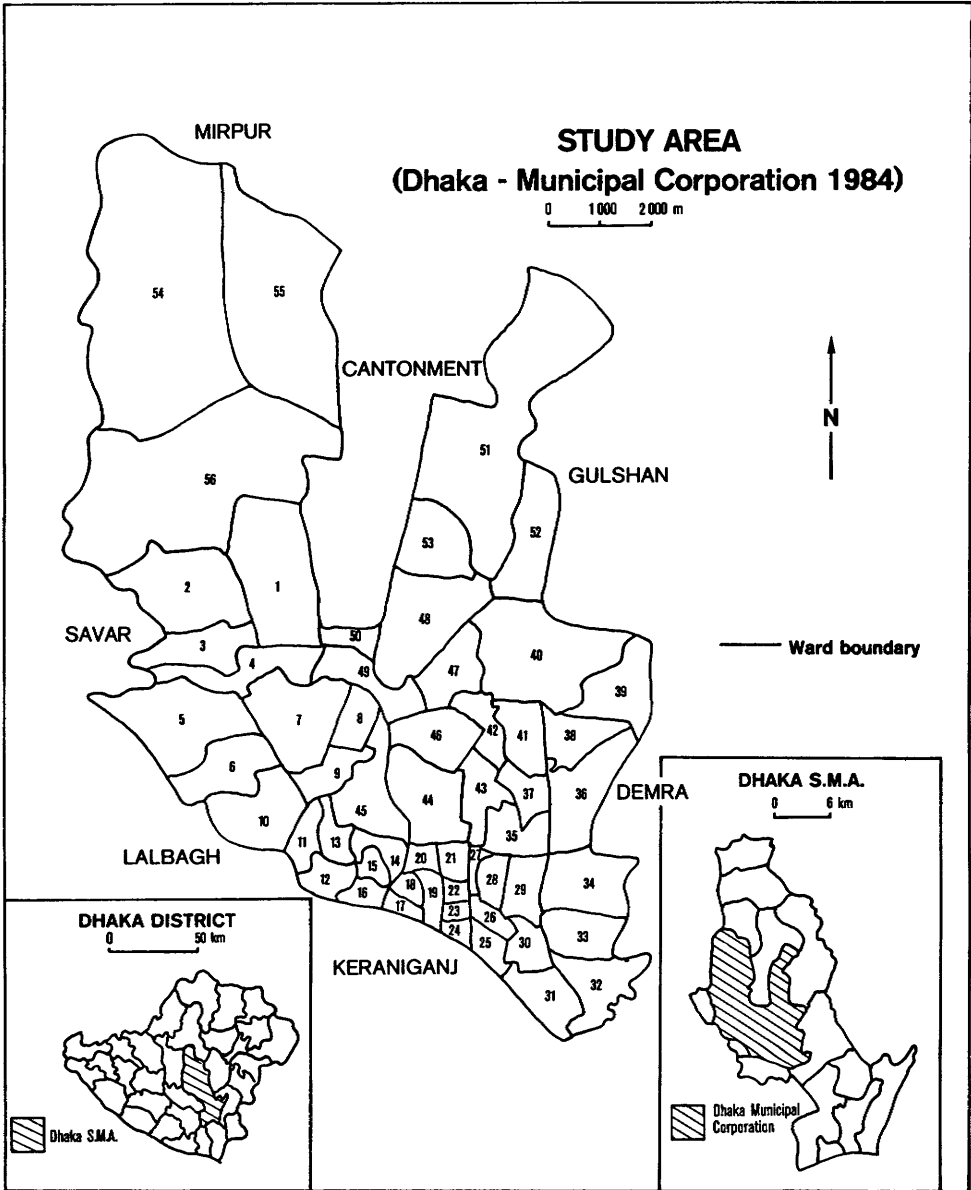 MIRPUR
STUDY AREA
(Dhaka - Municipal Corporation 1984)
0 1000 2000 m
54
55
CANTONMENT
N
51
GULSHAN
56
52
53
2
1
48
SAVAR
50
3
40
Ward boundary
4
49
47
39
5
7
8
42
41
38
46
6
9
43
37
36
DEMRA
DHAKA S.M.A.
0 6 km
44
10
45
35
11
13
LALBAGH
15
14
20
21
27
28
29
34
12
16
18
19
22
17
23
26
24
25
30
33
KERANIGANJ
31
32
DHAKA DISTRICT
0 50 km
Dhaka S.M.A.
Dhaka Municipal
Corporation